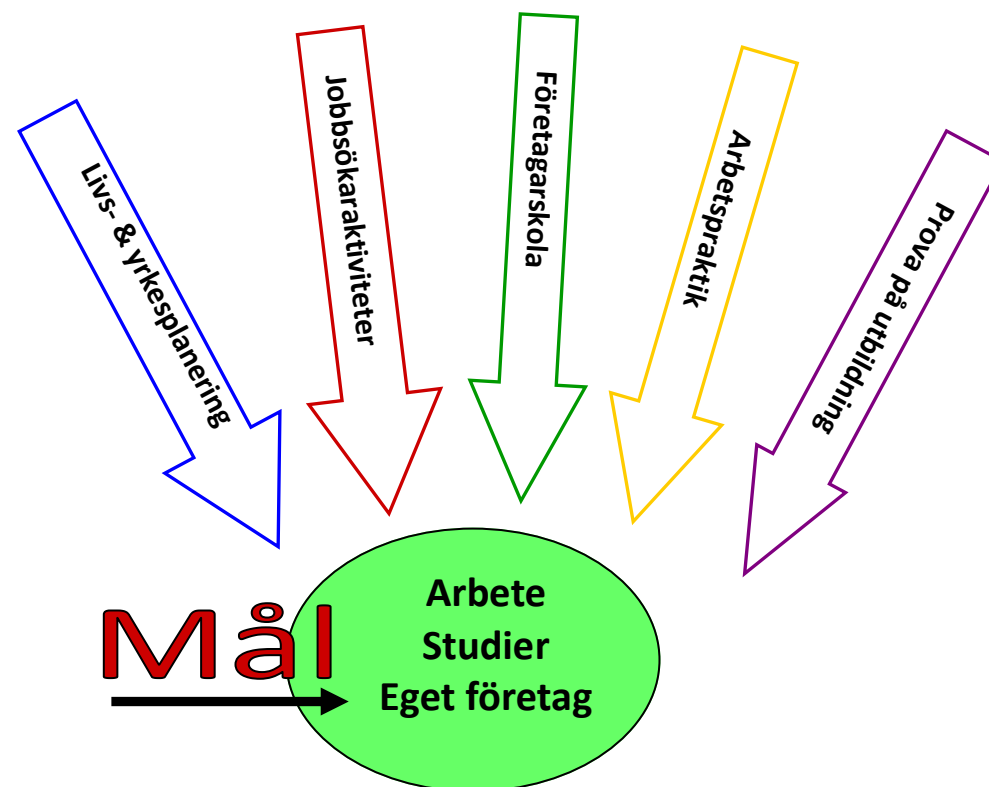 Livs- & yrkesplanering
Jobbsökaraktiviteter
Företagarskola
Arbetspraktik
Prova på utbildning
Mål
Arbete
Studier
Eget företag